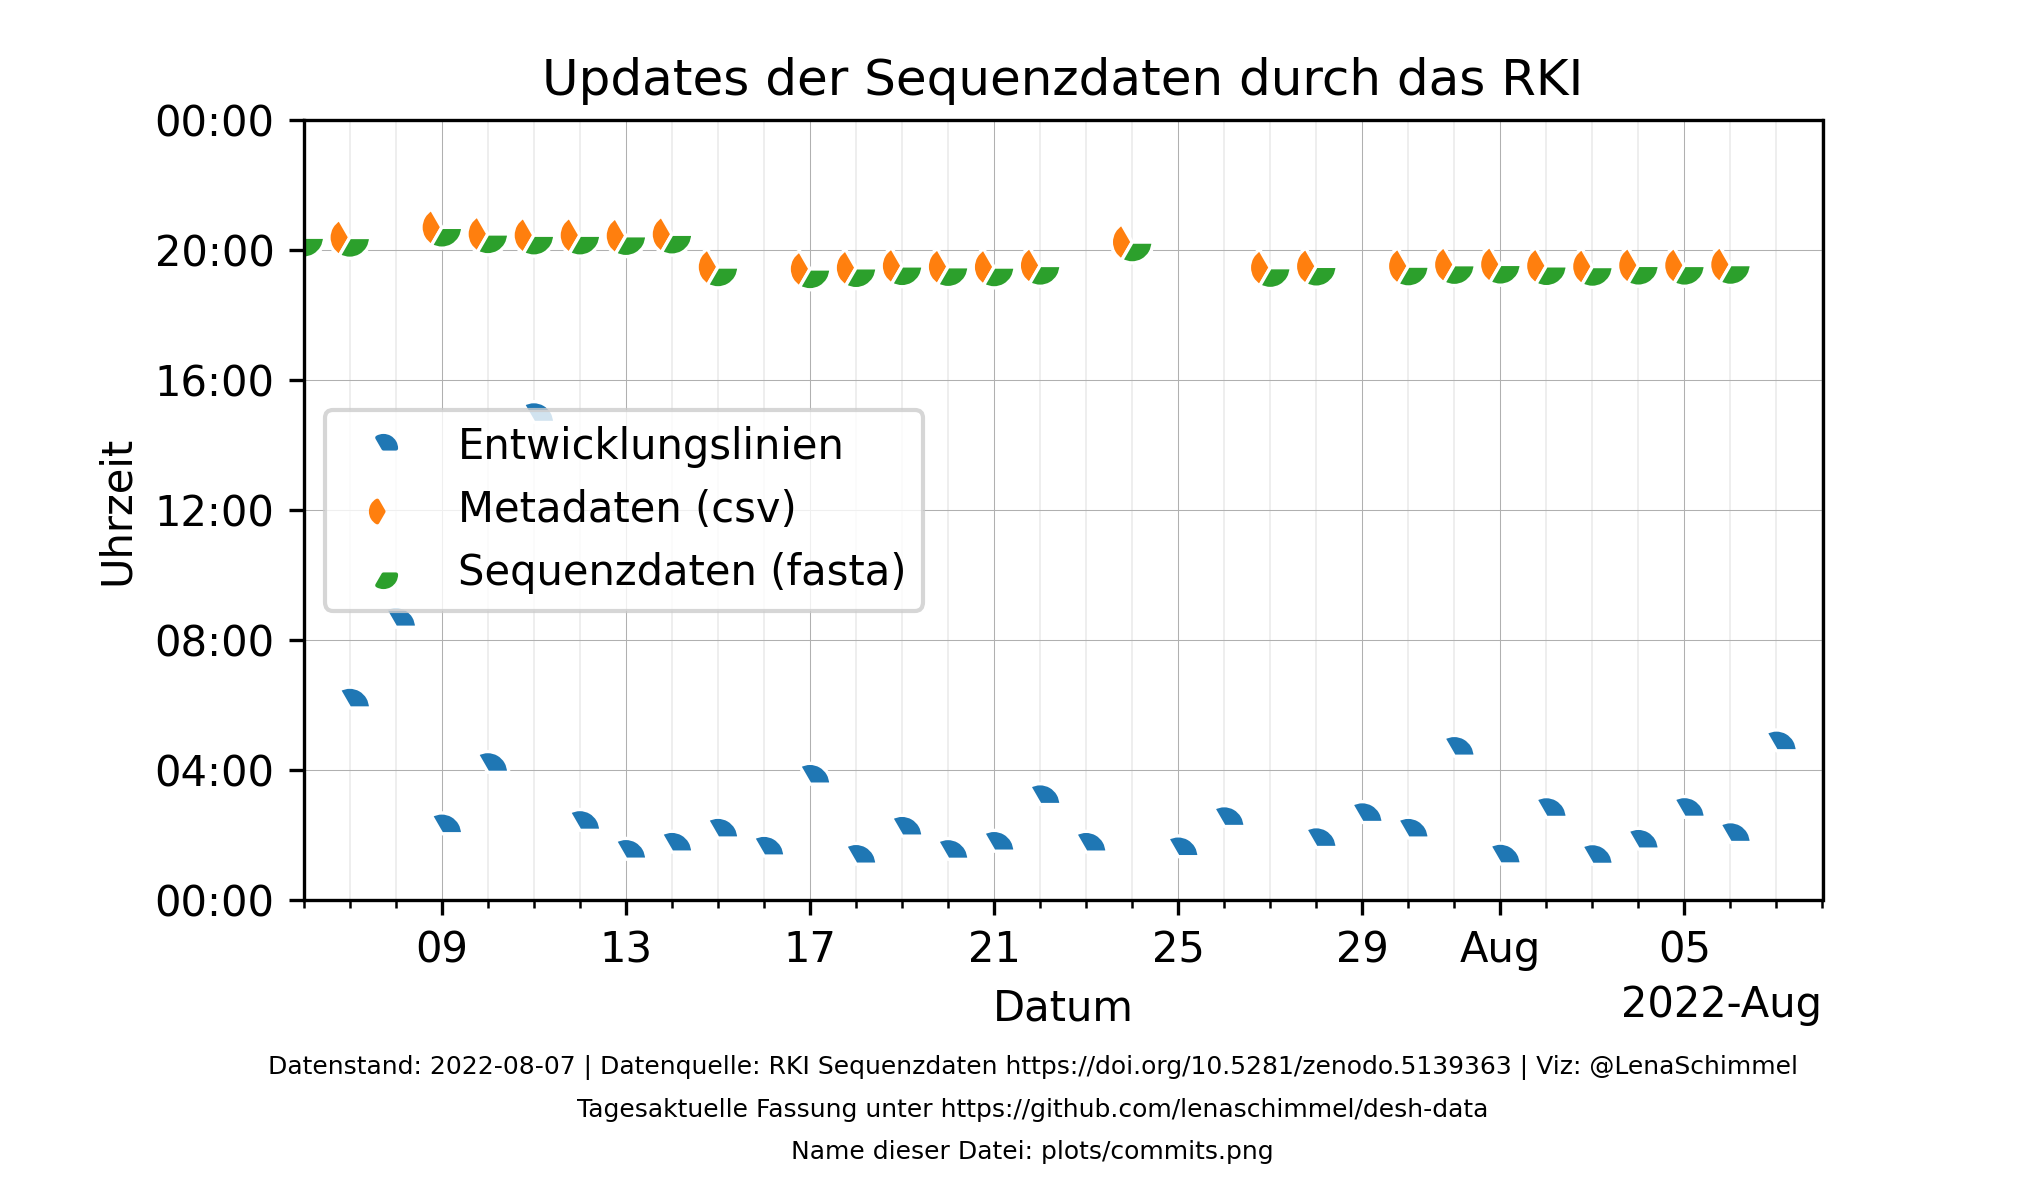 Updates der Sequenzdaten durch das RKI
00:00
20:00
16:00
12:00
08:00
04:00
00:00
Uhrzeit
Entwicklungslinien
Metadaten (csv)
Sequenzdaten (fasta)
09 13 17 21 25 29 Aug 05
Datum
2022-Aug
Datenstand: 2022-08-07 | Datenquelle: RKI Sequenzdaten https://doi.org/10.5281/zenodo.5139363 | Viz: @LenaSchimmel
Tagesaktuelle Fassung unter https://github.com/lenaschimmel/desh-data
Name dieser Datei: plots/commits.png